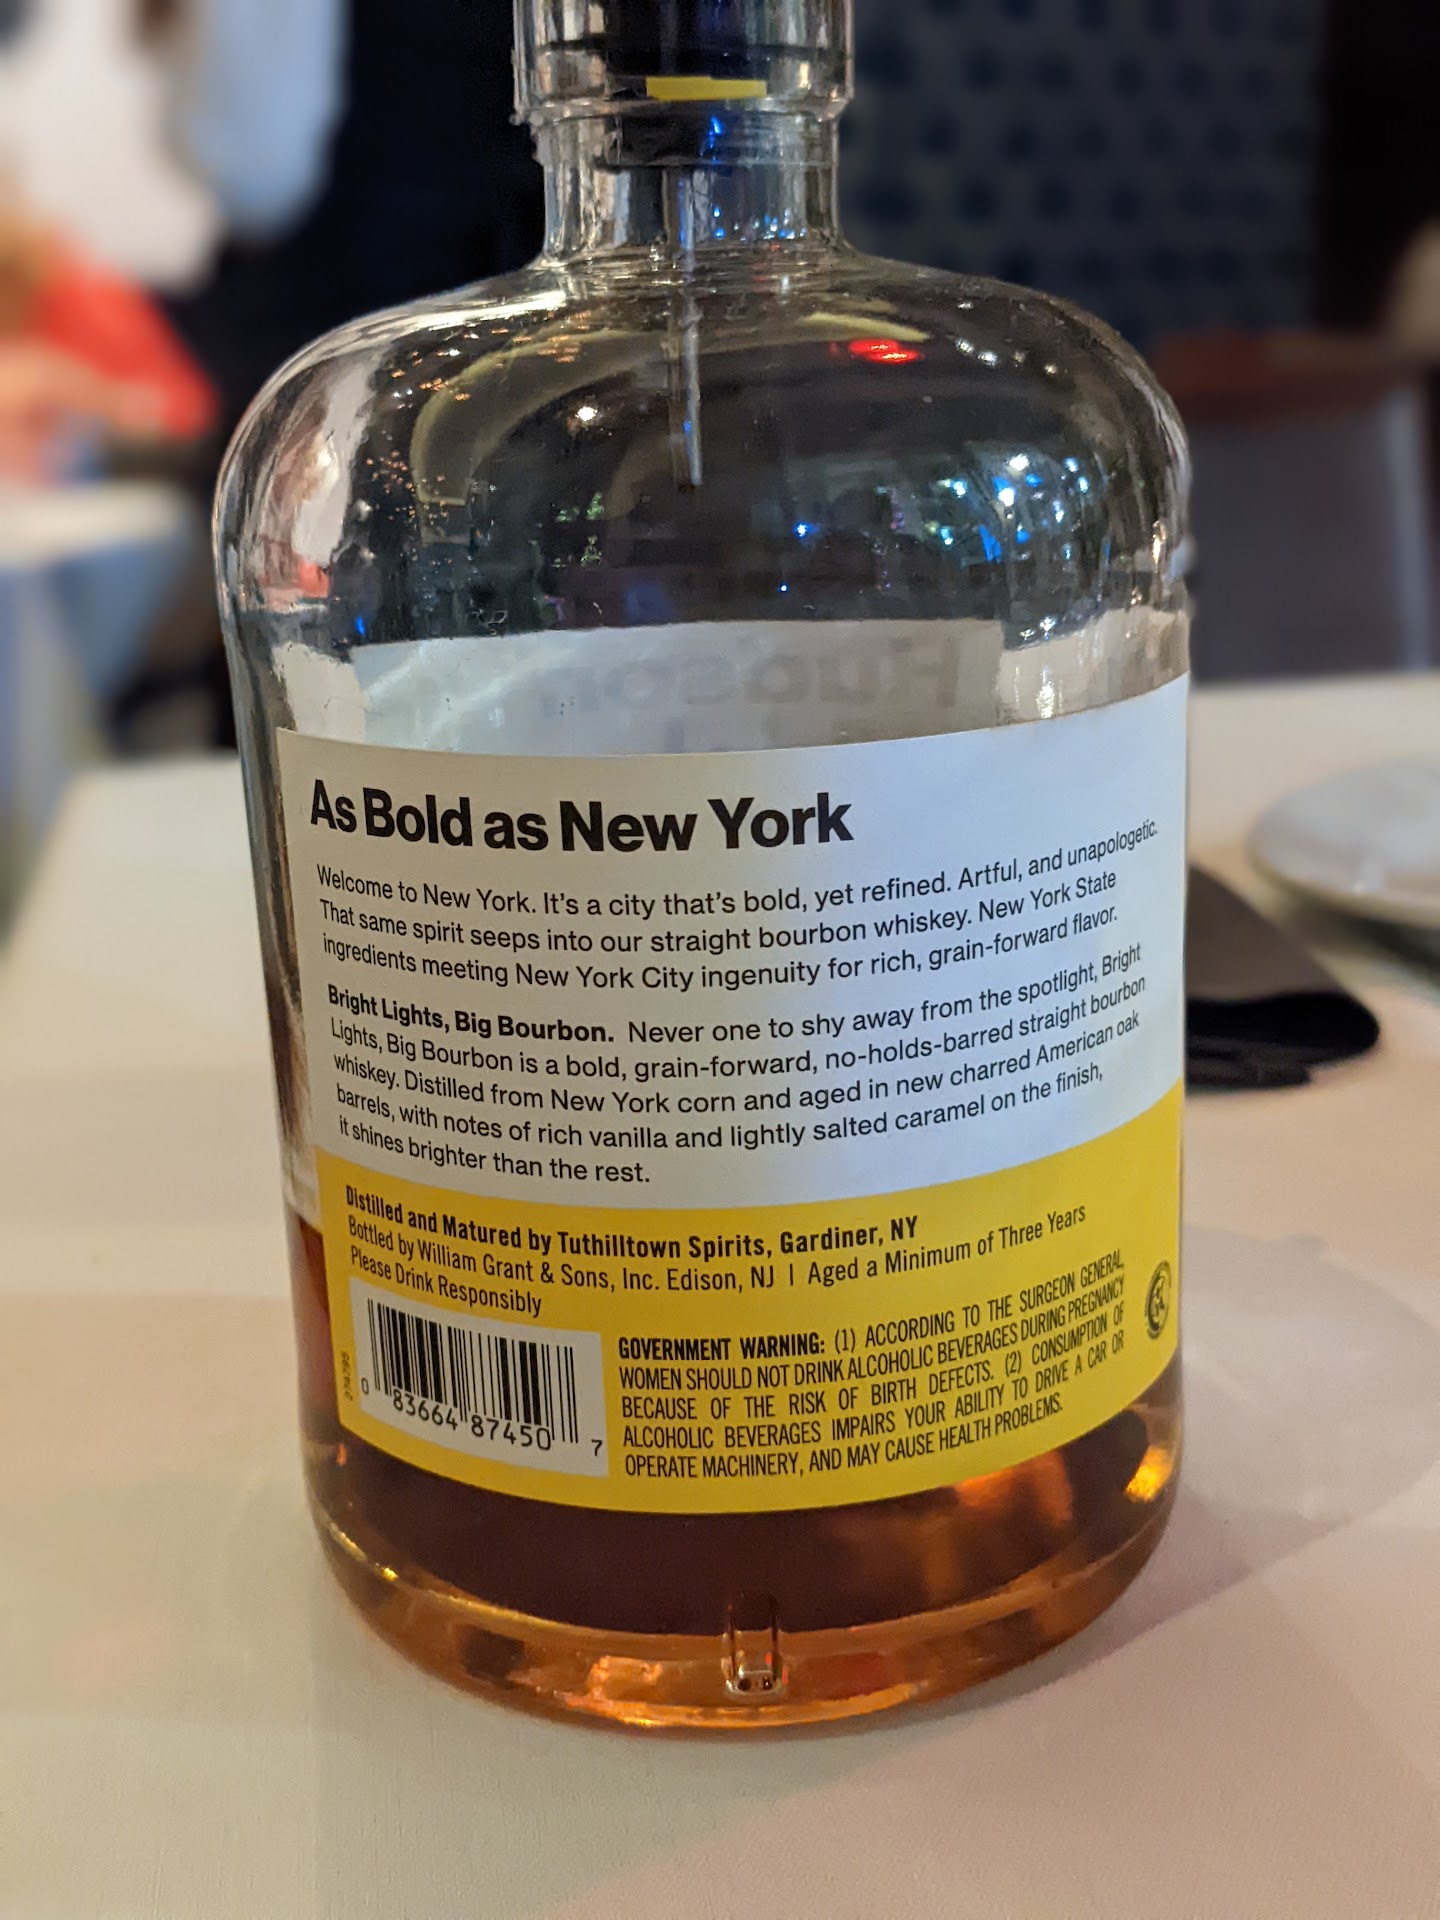 Hudson
As Bold as New York
Welcome to New York. It's a city that's bold, yet refined. Artful, and unapologetic.
That same spirit seeps into our straight bourbon whiskey. New York State
ingredients meeting New York City ingenuity for rich, grain-forward flavor.
Bright Lights, Big Bourbon. Never one to shy away from the spotlight, Bright
Lights, Big Bourbon is a bold, grain-forward, no-holds-barred straight bourbon
whiskey. Distilled from New York corn and aged in new charred American oak
barrels, with notes of rich vanilla and lightly salted caramel on the finish,
it shines brighter than the rest.
Distilled and Matured by Tuthilltown Spirits, Gardiner, NY
Bottled by William Grant & Sons, Inc. Edison, NJ | Aged a Minimum of Three Years
Please Drink Responsibly
GOVERNMENT WARNING: (1) ACCORDING TO THE SURGEON GENERAL,
WOMEN SHOULD NOT DRINK ALCOHOLIC BEVERAGES DURING PREGNANCY
BECAUSE OF THE RISK OF BIRTH DEFECTS. (2) CONSUMPTION OF
ALCOHOLIC BEVERAGES IMPAIRS YOUR ABILITY TO DRIVE A CAR OR
OPERATE MACHINERY, AND MAY CAUSE HEALTH PROBLEMS.
0 83664 87450 7